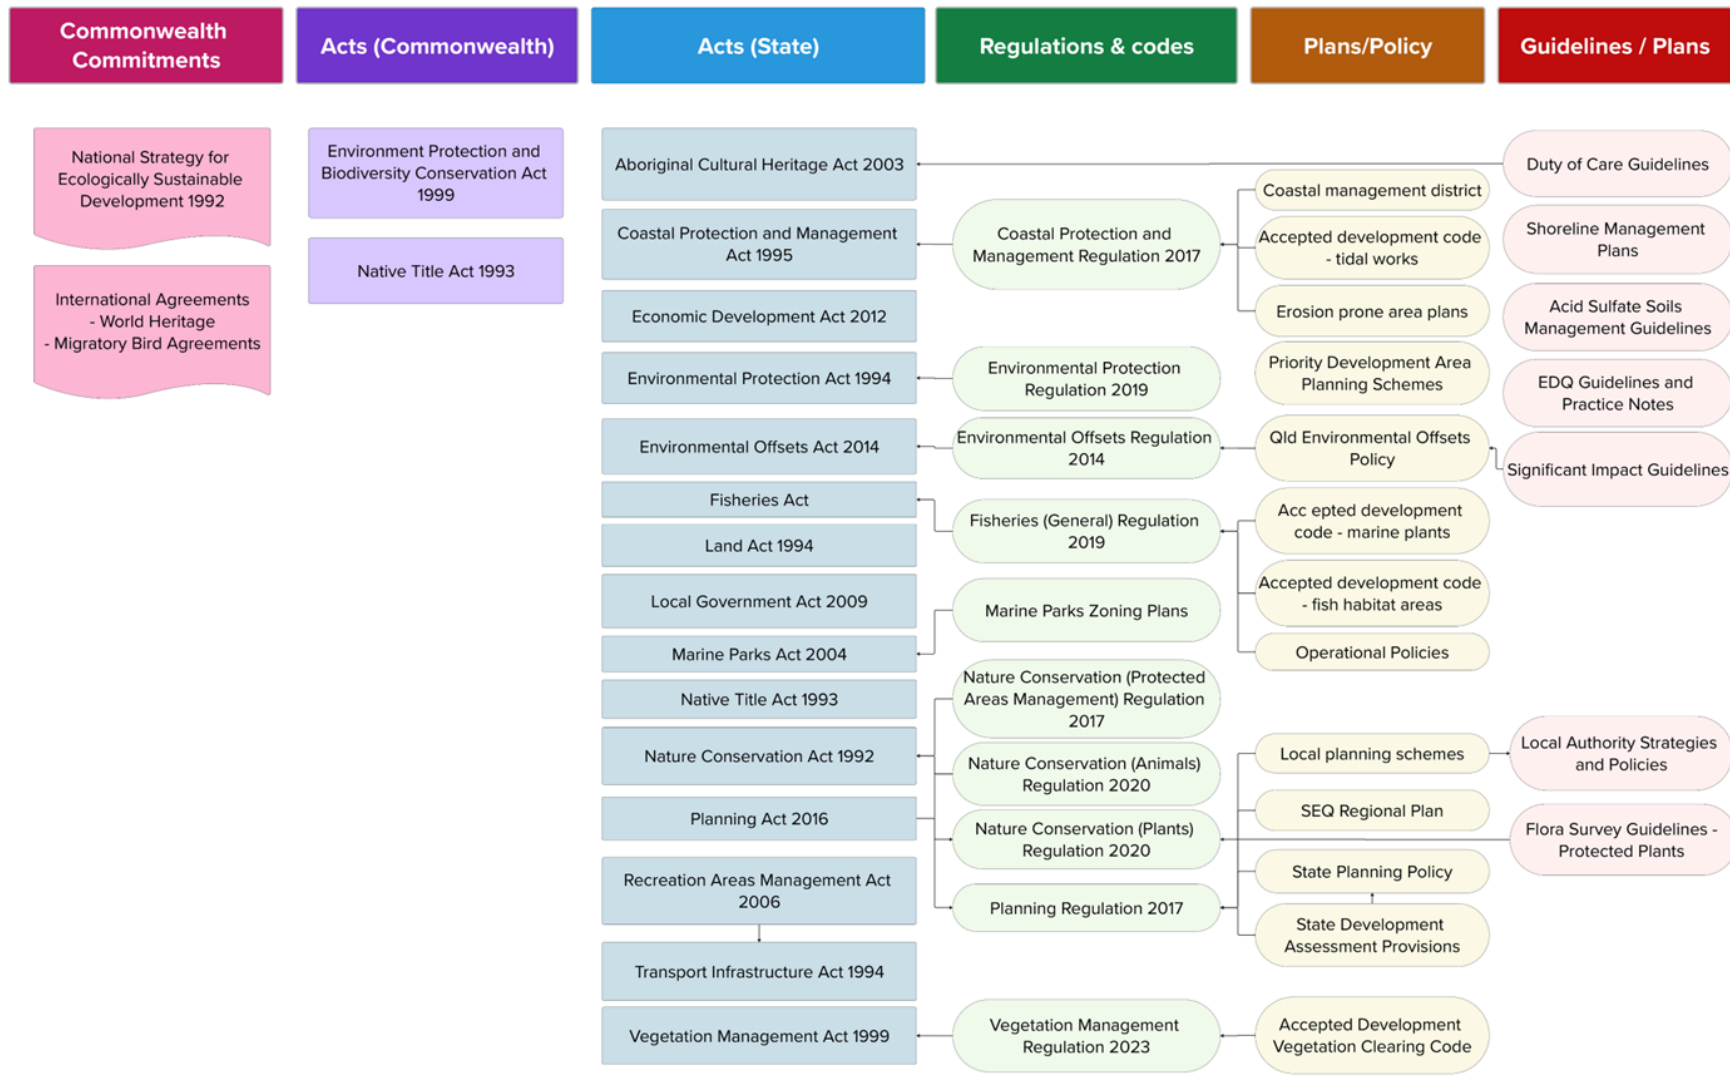 Commonwealth
Commitments
Acts (Commonwealth)
Acts (State)
Regulations & codes
Plans/Policy
Guidelines / Plans
National Strategy for
Ecologically Sustainable
Development 1992
International Agreements
- World Heritage
- Migratory Bird Agreements
Environment Protection and
Biodiversity Conservation Act
1999
Native Title Act 1993
Aboriginal Cultural Heritage Act 2003
Coastal Protection and Management
Act 1995
Economic Development Act 2012
Environmental Protection Act 1994
Environmental Offsets Act 2014
Fisheries Act
Land Act 1994
Local Government Act 2009
Marine Parks Act 2004
Native Title Act 1993
Nature Conservation Act 1992
Planning Act 2016
Recreation Areas Management Act
2006
Transport Infrastructure Act 1994
Vegetation Management Act 1999
Coastal Protection and
Management Regulation 2017
Environmental Protection
Regulation 2019
Environmental Offsets Regulation
2014
Fisheries (General) Regulation
2019
Marine Parks Zoning Plans
Nature Conservation (Protected
Areas Management) Regulation
2017
Nature Conservation (Animals)
Regulation 2020
Nature Conservation (Plants)
Regulation 2020
Planning Regulation 2017
Vegetation Management
Regulation 2023
Coastal management district
Accepted development code
- tidal works
Erosion prone area plans
Priority Development Area
Planning Schemes
Qld Environmental Offsets
Policy
Acc epted development
code - marine plants
Accepted development code
- fish habitat areas
Operational Policies
Local planning schemes
SEQ Regional Plan
State Planning Policy
State Development
Assessment Provisions
Accepted Development
Vegetation Clearing Code
Duty of Care Guidelines
Shoreline Management
Plans
Acid Sulfate Soils
Management Guidelines
EDQ Guidelines and
Practice Notes
Significant Impact Guidelines
Local Authority Strategies
and Policies
Flora Survey Guidelines -
Protected Plants